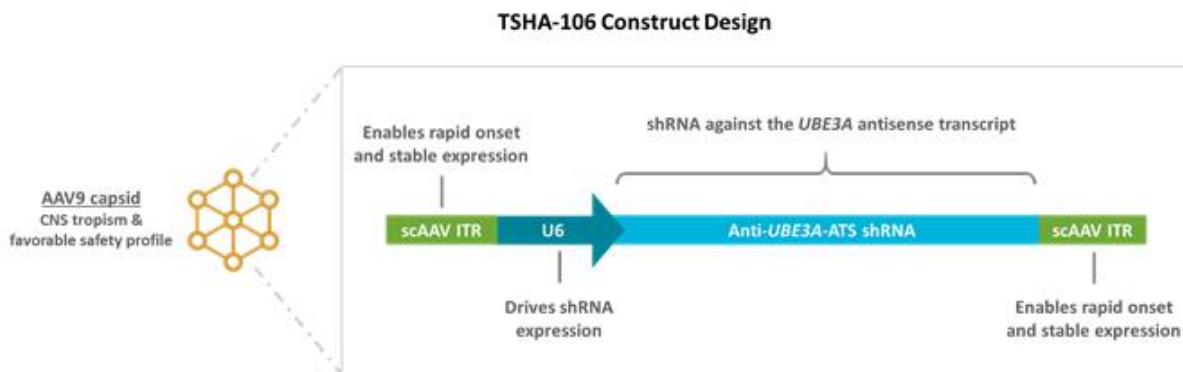 TSHA-106 Construct Design
Enables rapid onset
and stable expression
shRNA against the UBE3A antisense transcript
AAV9 capsid
CNS tropism &
favorable safety profile
scAAV ITR
U6
Anti-UBE3A-ATS shRNA
scAAV ITR
Drives shRNA
expression
Enables rapid onset
and stable expression